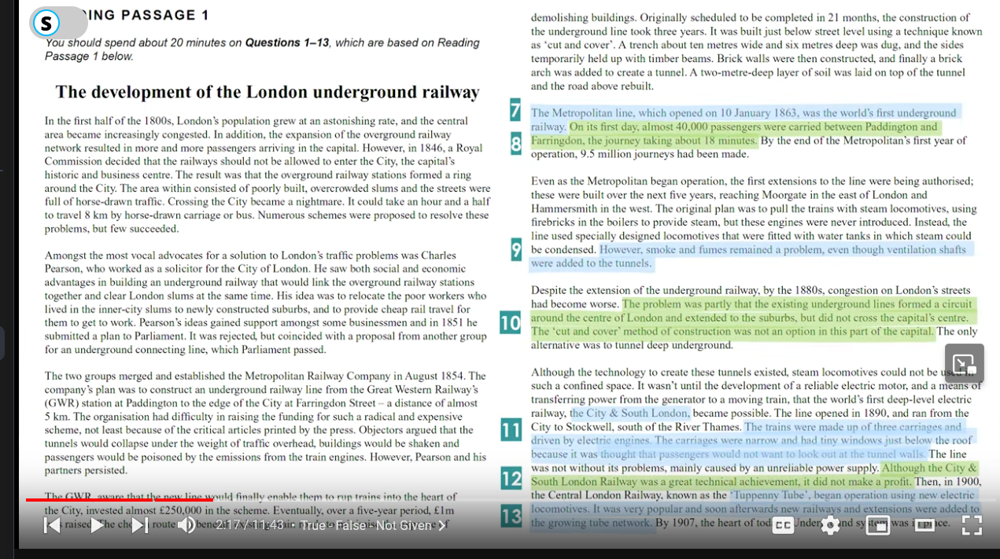 S
ING PASSAGE 1
You should spend about 20 minutes on Questions 1–13, which are based on Reading
Passage 1 below.
The development of the London underground railway
In the first half of the 1800s, London's population grew at an astonishing rate, and the central
area became increasingly congested. In addition, the expansion of the overground railway
network resulted in more and more passengers arriving in the capital. However, in 1846, a Royal
Commission decided that the railways should not be allowed to enter the City, the capital's
historic and business centre. The result was that the overground railway stations formed a ring
around the City. The area within consisted of poorly built, overcrowded slums and the streets were
full of horse-drawn traffic. Crossing the City became a nightmare. It could take an hour and a half
to travel 8 km by horse-drawn carriage or bus. Numerous schemes were proposed to resolve these
problems, but few succeeded.
Amongst the most vocal advocates for a solution to London's traffic problems was Charles
Pearson, who worked as a solicitor for the City of London. He saw both social and economic
advantages in building an underground railway that would link the overground railway stations
together and clear London slums at the same time. His idea was to relocate the poor workers who
lived in the inner-city slums to newly constructed suburbs, and to provide cheap rail travel for
them to get to work. Pearson's ideas gained support amongst some businessmen and in 1851 he
submitted a plan to Parliament. It was rejected, but coincided with a proposal from another group
for an underground connecting line, which Parliament passed.
The two groups merged and established the Metropolitan Railway Company in August 1854. The
company's plan was to construct an underground railway line from the Great Western Railway's
(GWR) station at Paddington to the edge of the City at Farringdon Street – a distance of almost
5 km. The organisation had difficulty in raising the funding for such a radical and expensive
scheme, not least because of the critical articles printed by the press. Objectors argued that the
tunnels would collapse under the weight of traffic overhead, buildings would be shaken and
passengers would be poisoned by the emissions from the train engines. However, Pearson and his
partners persisted.
The GWR, aware that the new line would finally enable them to run trains into the heart of
the City, invested almost £250,000 in the scheme. Eventually, over a five-year period, £1m
raised. The route
demolishing buildings. Originally scheduled to be completed in 21 months, the construction of
the underground line took three years. It was built just below street level using a technique known
as 'cut and cover'. A trench about ten metres wide and six metres deep was dug, and the sides
temporarily held up with timber beams. Brick walls were then constructed, and finally a brick
arch was added to create a tunnel. A two-metre-deep layer of soil was laid on top of the tunnel
and the road above rebuilt.
7 The Metropolitan line, which opened on 10 January 1863, was the world's first underground
railway. On its first day, almost 40,000 passengers were carried between Paddington and
8 Farringdon, the journey taking about 18 minutes. By the end of the Metropolitan's first year of
operation, 9.5 million journeys had been made.
Even as the Metropolitan began operation, the first extensions to the line were being authorised;
these were built over the next five years, reaching Moorgate in the east of London and
Hammersmith in the west. The original plan was to pull the trains with steam locomotives, using
firebricks in the boilers to provide steam, but these engines were never introduced. Instead, the
line used specially designed locomotives that were fitted with water tanks in which steam could
9 be condensed. However, smoke and fumes remained a problem, even though ventilation shafts
were added to the tunnels.
Despite the extension of the underground railway, by the 1880s, congestion on London's streets
had become worse. The problem was partly that the existing underground lines formed a circuit
10 around the centre of London and extended to the suburbs, but did not cross the capital's centre.
The 'cut and cover' method of construction was not an option in this part of the capital. The only
alternative was to tunnel deep underground.
Although the technology to create these tunnels existed, steam locomotives could not be used in
such a confined space. It wasn't until the development of a reliable electric motor, and a means of
transferring power from the generator to a moving train, that the world's first deep-level electric
railway, the City & South London, became possible. The line opened in 1890, and ran from the
11 City to Stockwell, south of the River Thames. The trains were made up of three carriages and
driven by electric engines. The carriages were narrow and had tiny windows just below the roof
because it was thought that passengers would not want to look out at the tunnel walls. The line
was not without its problems, mainly caused by an unreliable power supply. Although the City &
12 South London Railway was a great technical achievement, it did not make a profit. Then, in 1900,
the Central London Railway, known as the 'Tuppenny Tube', began operation using new electric
locomotives. It was very popular and soon afterwards new railways and extensions were added to
13 the growing tube network. By 1907, the heart of system was in place.
2:17 / 11:43 • True - False - Not Given >
CC